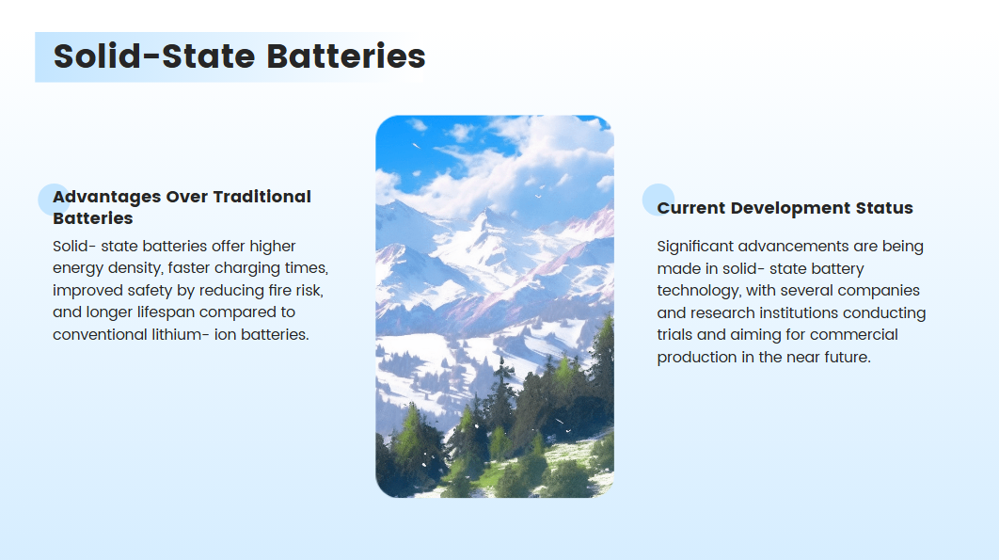 Solid-State Batteries
Advantages Over Traditional
Batteries
Solid- state batteries offer higher
energy density, faster charging times,
improved safety by reducing fire risk,
and longer lifespan compared to
conventional lithium- ion batteries.
Current Development Status
Significant advancements are being
made in solid- state battery
technology, with several companies
and research institutions conducting
trials and aiming for commercial
production in the near future.